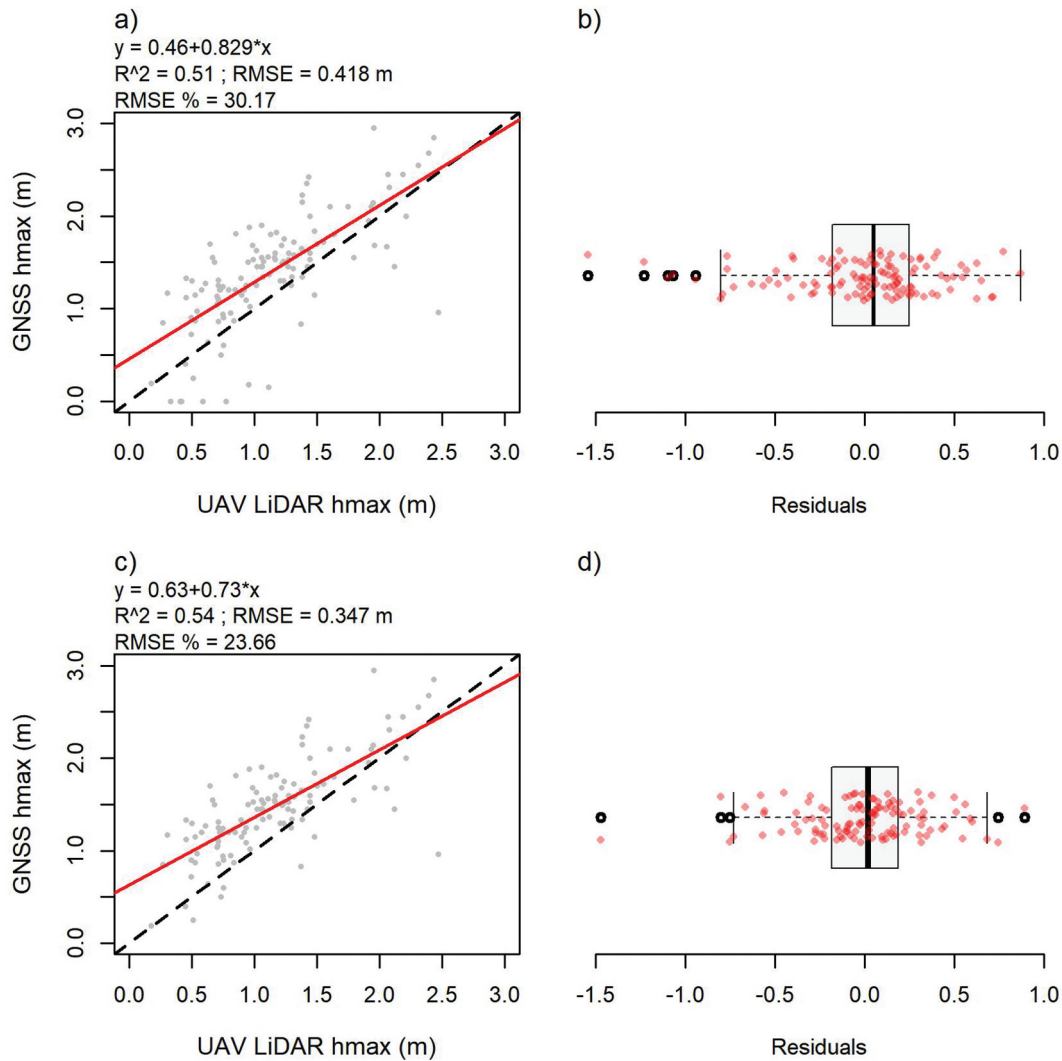 a)
y = 0.46+0.829*x
R^2 = 0.51 ; RMSE = 0.418 m
RMSE % = 30.17
GNSS hmax (m)
3.0
2.0
1.0
0.0
0.0 0.5 1.0 1.5 2.0 2.5 3.0
UAV LiDAR hmax (m)
b)
-1.5 -1.0 -0.5 0.0 0.5 1.0
Residuals
c)
y = 0.63+0.73*x
R^2 = 0.54 ; RMSE = 0.347 m
RMSE % = 23.66
GNSS hmax (m)
3.0
2.0
1.0
0.0
0.0 0.5 1.0 1.5 2.0 2.5 3.0
UAV LiDAR hmax (m)
d)
-1.5 -1.0 -0.5 0.0 0.5 1.0
Residuals